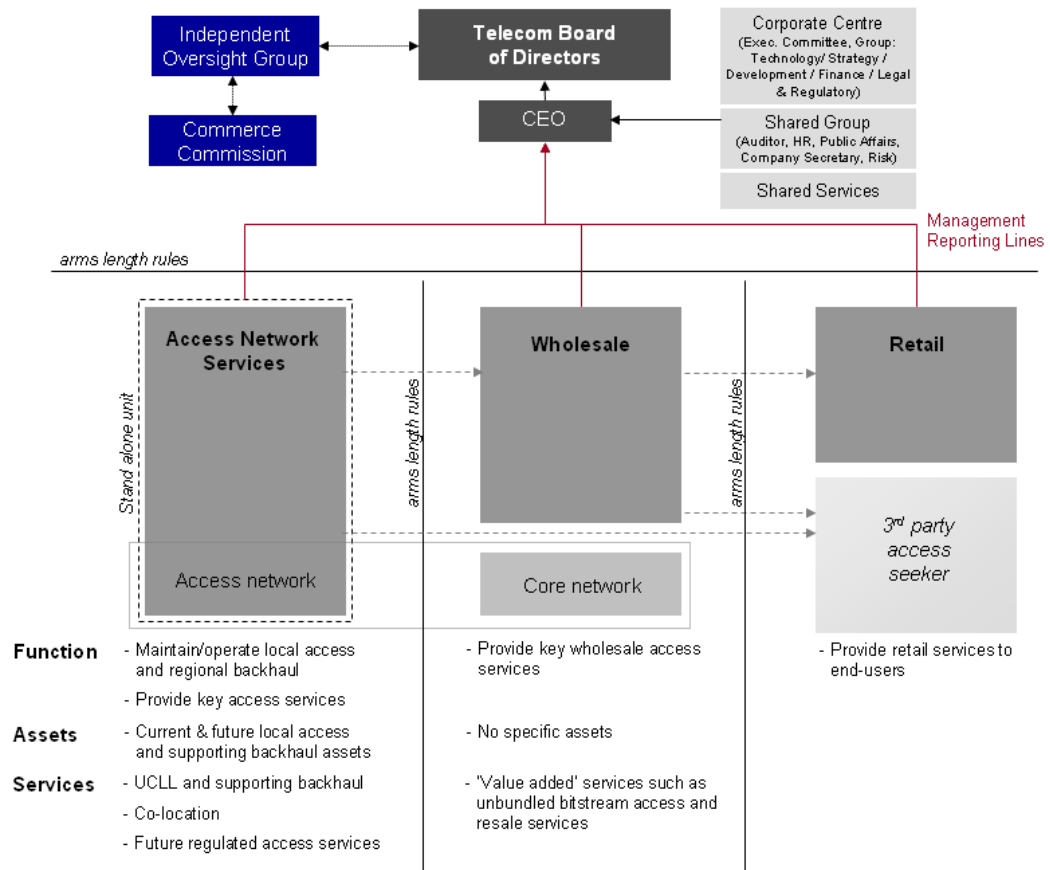 Independent
Oversight Group
Telecom Board
of Directors
Corporate Centre
(Exec. Committee, Group:
Technology/ Strategy /
Development / Finance / Legal
& Regulatory)
Commerce
Commission
CEO
Shared Group
(Auditor, HR, Public Affairs,
Company Secretary, Risk)
Shared Services
Management
Reporting Lines
arms length rules
Stand alone unit
Access Network
Services
Access network
arms length rules
Wholesale
Core network
arms length rules
Retail
3rd party
access
seeker
Function
- Maintain/operate local access
and regional backhaul
- Provide key access services
- Provide key wholesale access
services
- Provide retail services to
end-users
Assets
- Current & future local access
and supporting backhaul assets
- No specific assets
Services
- UCLL and supporting backhaul
- Co-location
- Future regulated access services
- 'Value added' services such as
unbundled bitstream access and
resale services